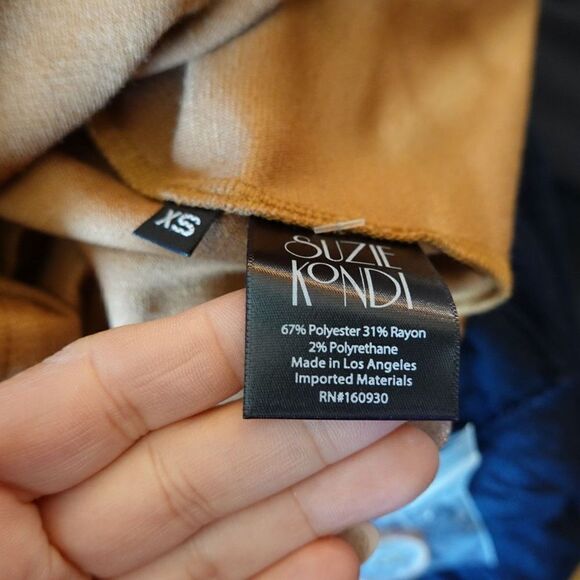 XS
SUZIE
KONDI
67% Polyester 31% Rayon
2% Polyrethane
Made in Los Angeles
Imported Materials
RN#160930